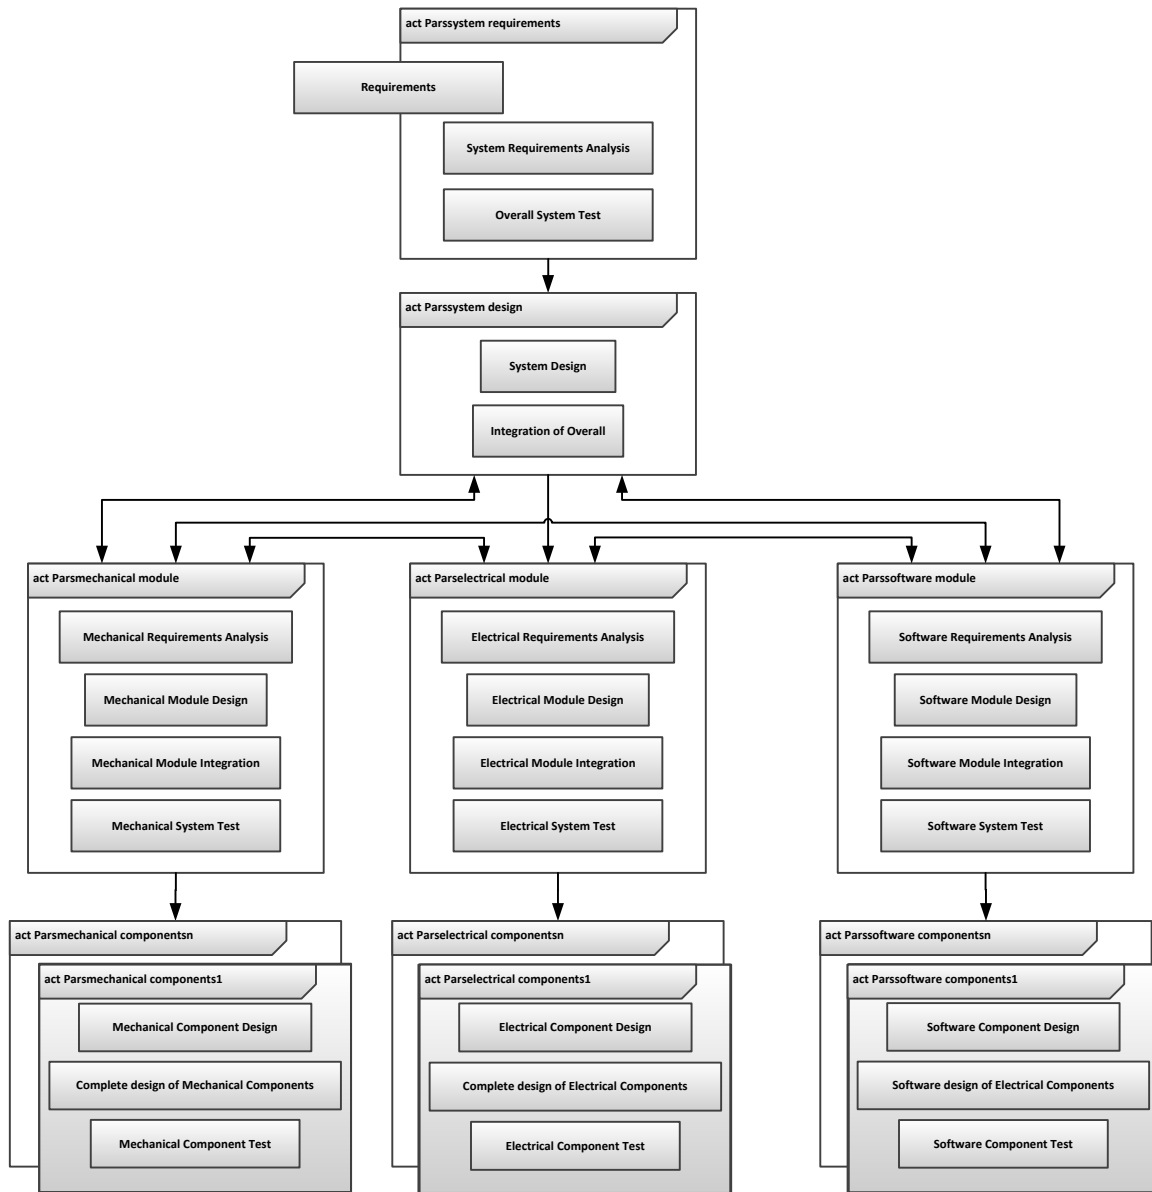 act Parssystem requirements
Requirements
System Requirements Analysis
Overall System Test
act Parssystem design
System Design
Integration of Overall
act Parsmechanical module
Mechanical Requirements Analysis
Mechanical Module Design
Mechanical Module Integration
Mechanical System Test
act Parselectrical module
Electrical Requirements Analysis
Electrical Module Design
Electrical Module Integration
Electrical System Test
act Parssoftware module
Software Requirements Analysis
Software Module Design
Software Module Integration
Software System Test
act Parsmechanical componentsn
act Parsmechanical components1
Mechanical Component Design
Complete design of Mechanical Components
Mechanical Component Test
act Parselectrical componentsn
act Parselectrical components1
Electrical Component Design
Complete design of Electrical Components
Electrical Component Test
act Parssoftware componentsn
act Parssoftware components1
Software Component Design
Software design of Electrical Components
Software Component Test